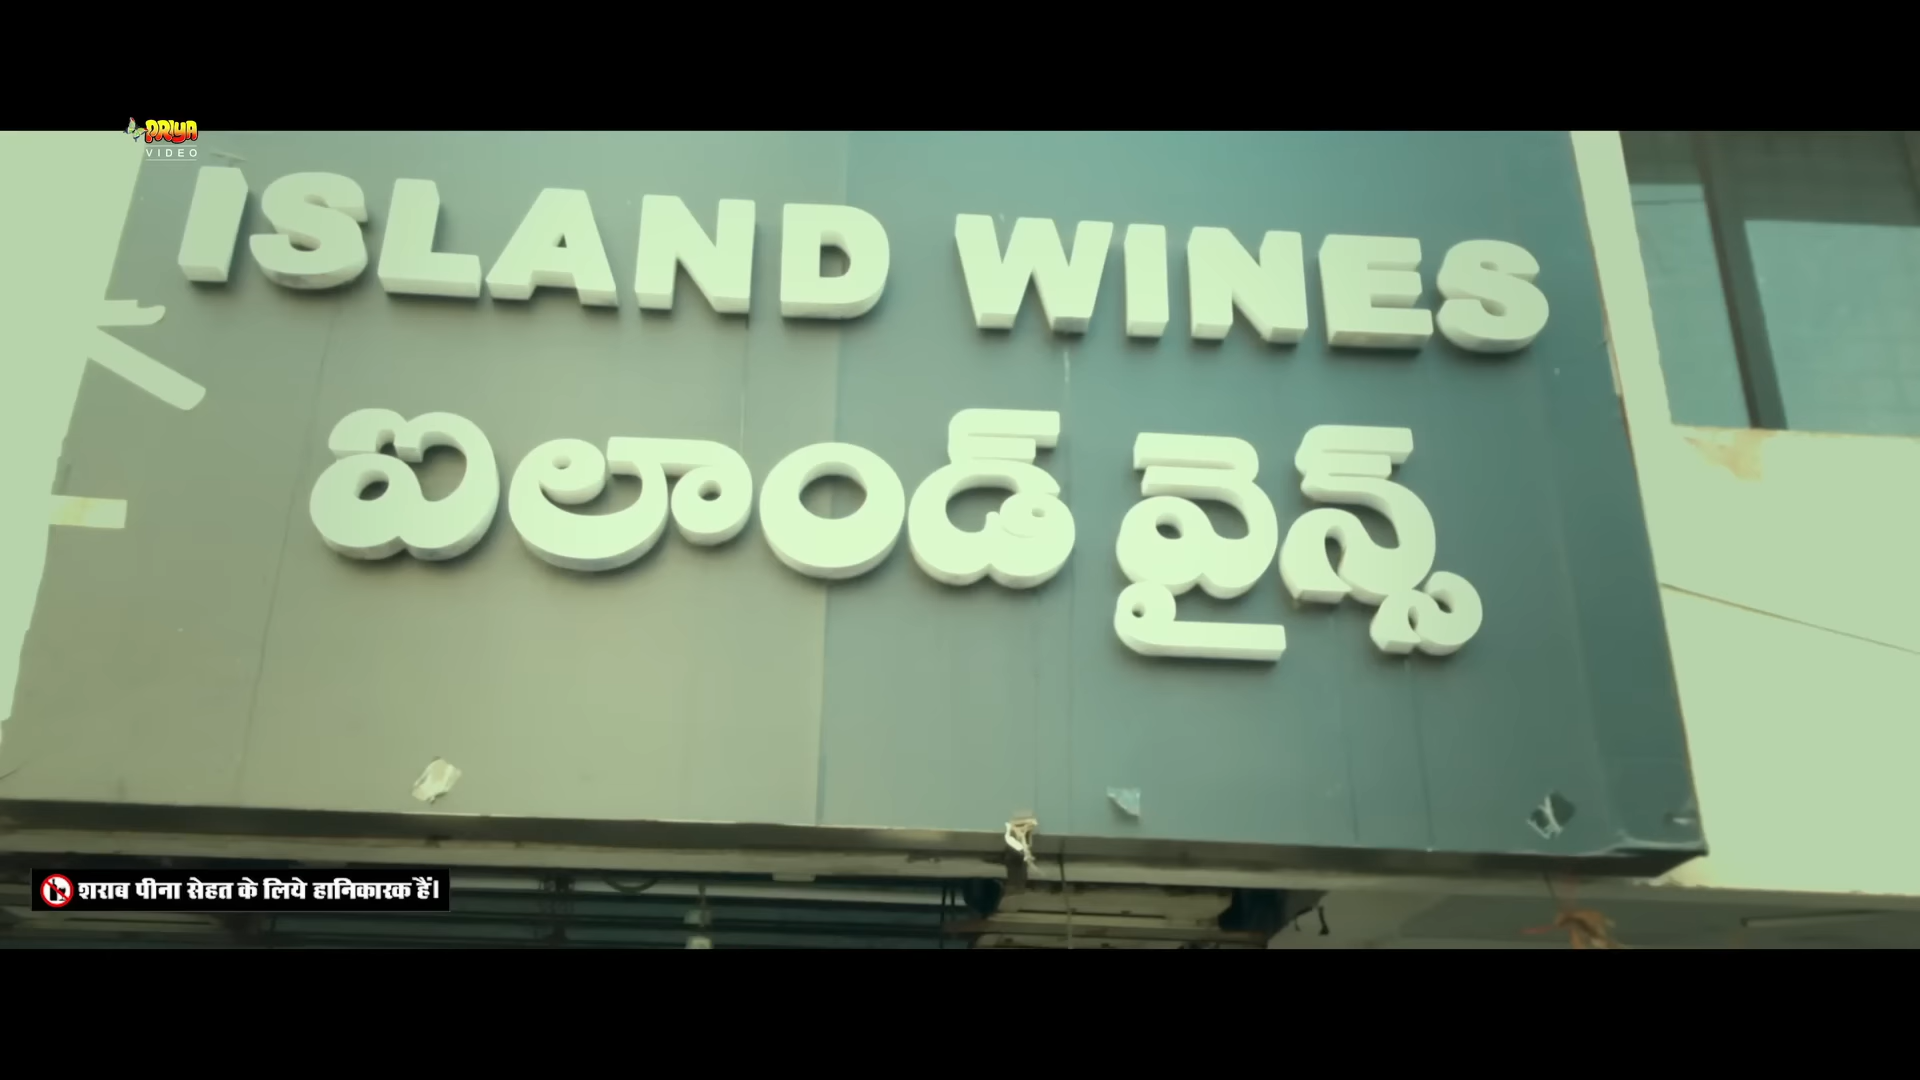 PRIYA
VIDEO
ISLAND WINES
ఐలాండ్ వైన్స్
शराब पीना सेहत के लिये हानिकारक हैं।